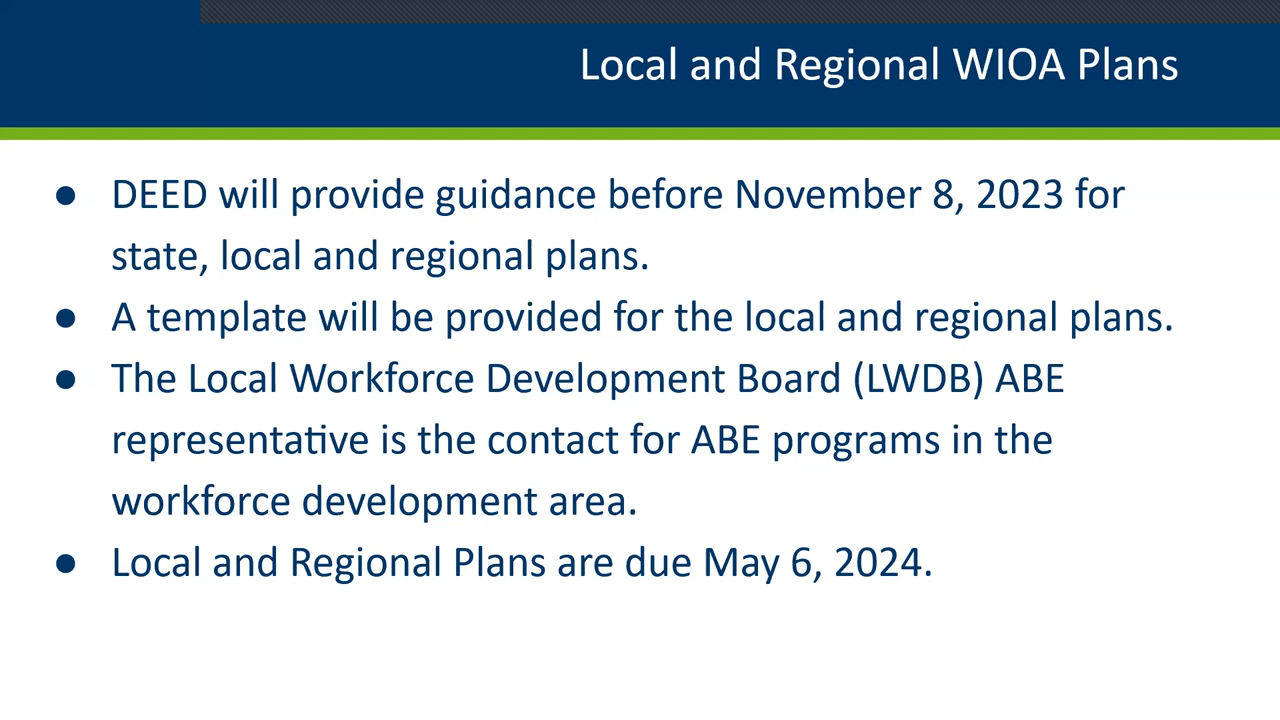 Local and Regional WIOA Plans
● DEED will provide guidance before November 8, 2023 for
state, local and regional plans.
● A template will be provided for the local and regional plans.
● The Local Workforce Development Board (LWDB) ABE
representative is the contact for ABE programs in the
workforce development area.
● Local and Regional Plans are due May 6, 2024.